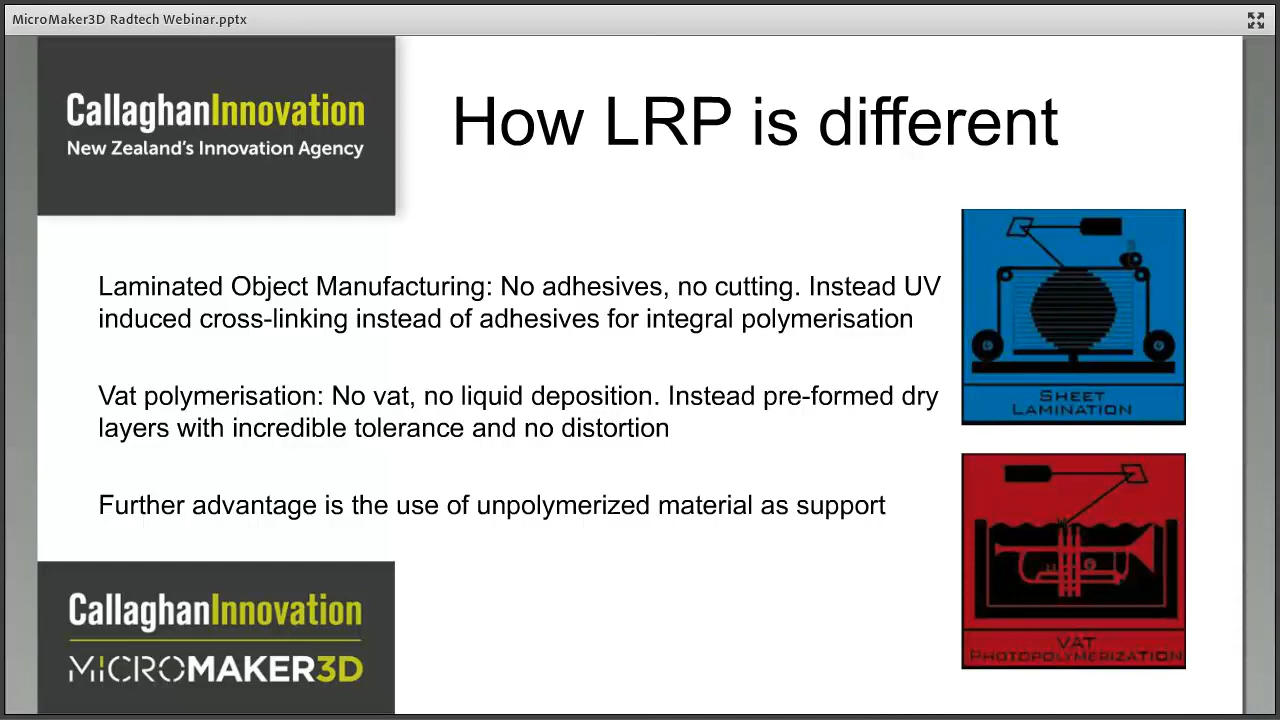 MicroMaker3D Radtech Webinar.pptx
CallaghanInnovation
New Zealand's Innovation Agency
How LRP is different
Laminated Object Manufacturing: No adhesives, no cutting. Instead UV
induced cross-linking instead of adhesives for integral polymerisation
Vat polymerisation: No vat, no liquid deposition. Instead pre-formed dry
layers with incredible tolerance and no distortion
Further advantage is the use of unpolymerized material as support
SHEET
LAMINATION
VAT
PHOTOPOLYMERIZATION
CallaghanInnovation
MICROMAKER3D